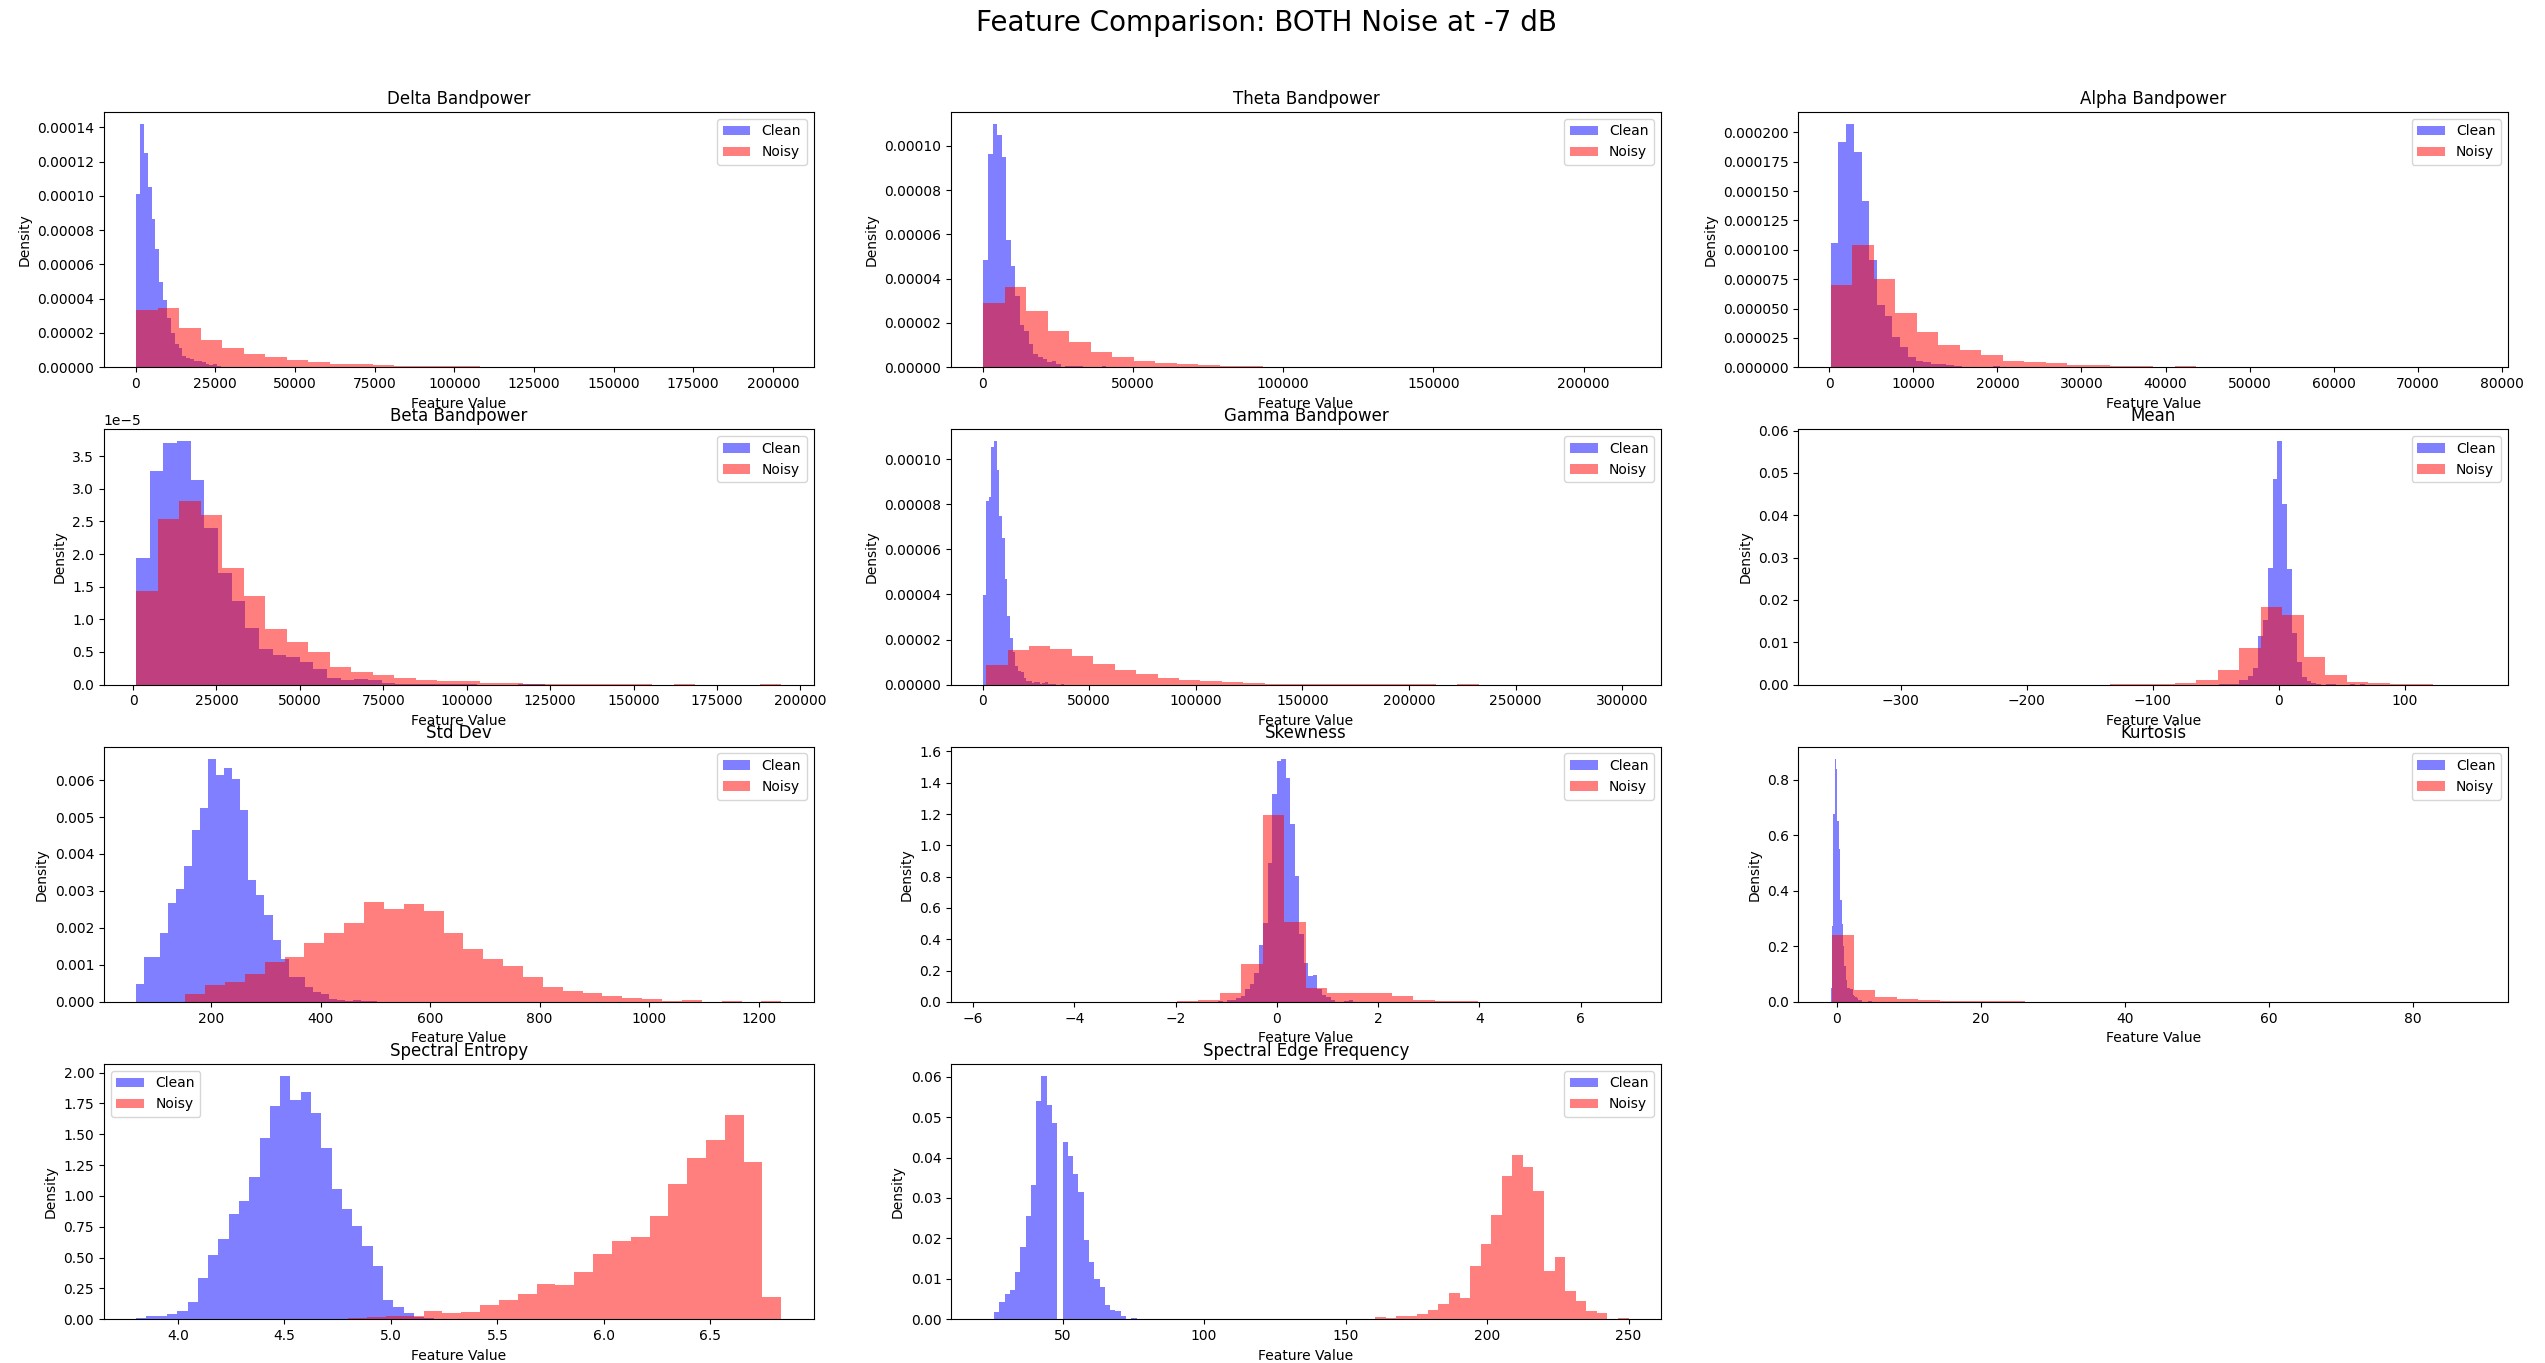 Feature Comparison: BOTH Noise at -7 dB
Delta Bandpower
Density
0.00014
0.00012
0.00010
0.00008
0.00006
0.00004
0.00002
0.00000
Clean
Noisy
0 25000 50000 75000 100000 125000 150000 175000 200000
Feature Value
Theta Bandpower
Density
0.00010
0.00008
0.00006
0.00004
0.00002
0.00000
Clean
Noisy
0 50000 100000 150000 200000
Feature Value
Alpha Bandpower
Density
0.000200
0.000175
0.000150
0.000125
0.000100
0.000075
0.000050
0.000025
0.000000
Clean
Noisy
0 10000 20000 30000 40000 50000 60000 70000 80000
Feature Value
Beta Bandpower
1e−5
Density
3.5
3.0
2.5
2.0
1.5
1.0
0.5
0.0
Clean
Noisy
0 25000 50000 75000 100000 125000 150000 175000 200000
Feature Value
Gamma Bandpower
Density
0.00010
0.00008
0.00006
0.00004
0.00002
0.00000
Clean
Noisy
0 50000 100000 150000 200000 250000 300000
Feature Value
Mean
Density
0.06
0.05
0.04
0.03
0.02
0.01
0.00
Clean
Noisy
−300 −200 −100 0 100
Feature Value
Std Dev
Density
0.006
0.005
0.004
0.003
0.002
0.001
0.000
Clean
Noisy
200 400 600 800 1000 1200
Feature Value
Skewness
Density
1.6
1.4
1.2
1.0
0.8
0.6
0.4
0.2
0.0
Clean
Noisy
−6 −4 −2 0 2 4 6
Feature Value
Kurtosis
Density
0.8
0.6
0.4
0.2
0.0
Clean
Noisy
0 20 40 60 80
Feature Value
Spectral Entropy
Density
2.00
1.75
1.50
1.25
1.00
0.75
0.50
0.25
0.00
Clean
Noisy
4.0 4.5 5.0 5.5 6.0 6.5
Feature Value
Spectral Edge Frequency
Density
0.06
0.05
0.04
0.03
0.02
0.01
0.00
Clean
Noisy
50 100 150 200 250
Feature Value